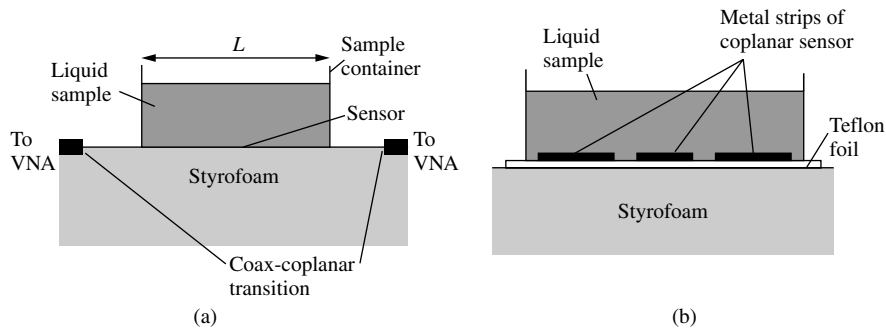 L
Sample
container
Liquid
sample
Sensor
To
VNA
To
VNA
Styrofoam
Coax-coplanar
transition
(a)
Metal strips of
coplanar sensor
Liquid
sample
Teflon
foil
Styrofoam
(b)